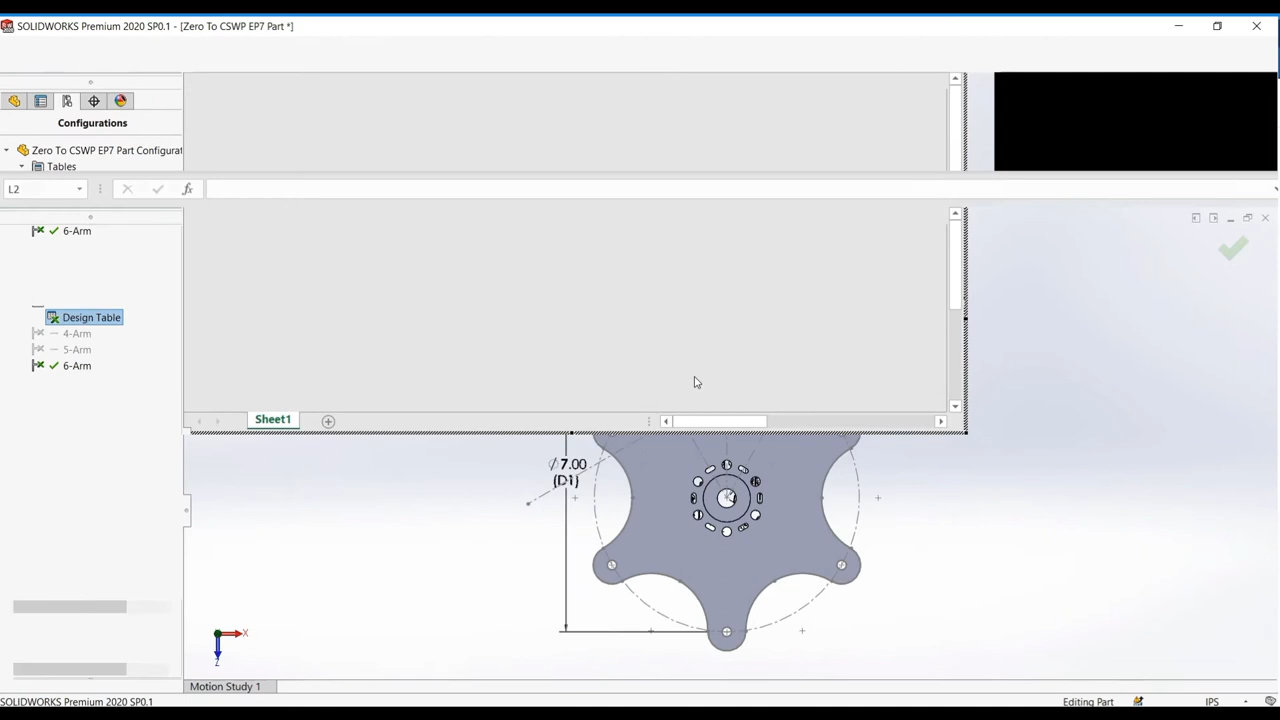 SOLIDWORKS Premium 2020 SP0.1 - [Zero To CSWP EP7 Part *]
Configurations
Zero To CSWP EP7 Part Configurat
Tables
L2
fx
6-Arm
Design Table
4-Arm
5-Arm
6-Arm
Sheet1
∅7.00
(D1)
X
Z
Motion Study 1
SOLIDWORKS Premium 2020 SP0.1
Editing Part
IPS